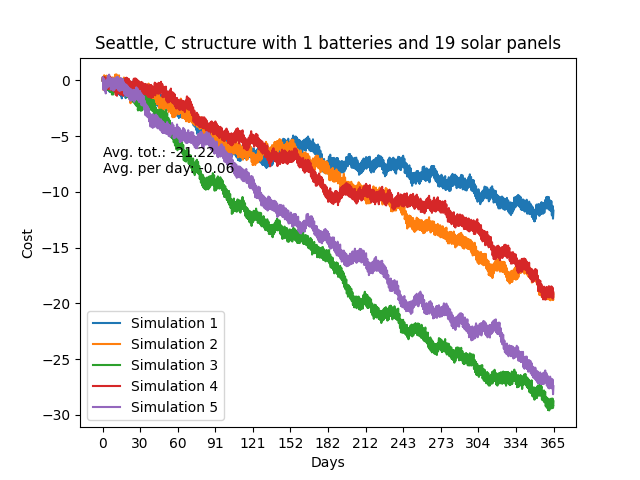 Seattle, C structure with 1 batteries and 19 solar panels
Cost
0
−5
−10
−15
−20
−25
−30
Avg. tot.: -21.22
Avg. per day: -0.06
Simulation 1
Simulation 2
Simulation 3
Simulation 4
Simulation 5
0 30 60 91 121 152 182 212 243 273 304 334 365
Days